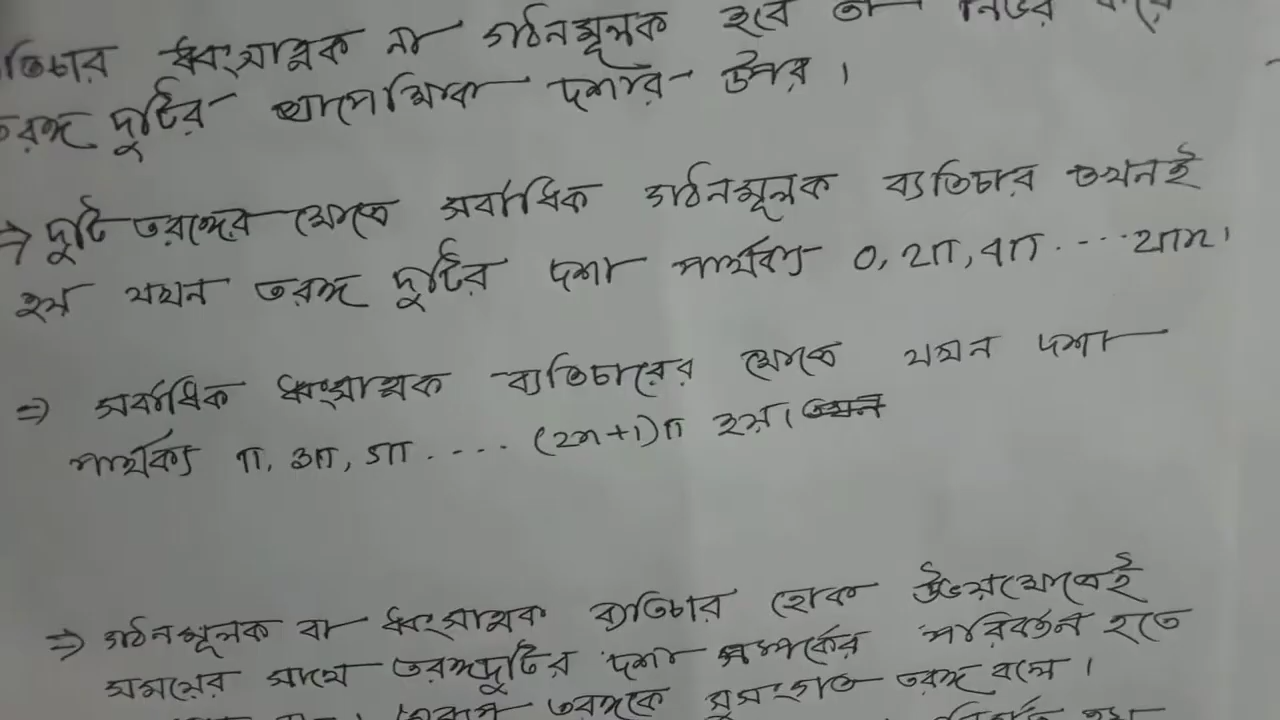 ব্যতিচার ধ্বংসাত্মক না গঠনমূলক হবে তা নির্ভর করে
তরঙ্গ দুটির আপেক্ষিক দশার উপর।
⇒ দুটি তরঙ্গের ক্ষেত্রে সর্বাধিক গঠনমূলক ব্যতিচার তখনই
হয় যখন তরঙ্গ দুটির দশা পার্থক্য 0, 2π, 4π .... 2πn।
⇒ সর্বাধিক ধ্বংসাত্মক ব্যতিচারের ক্ষেত্রে যখন দশা
পার্থক্য π, 3π, 5π .... (2n+1)π হয়। তখন
⇒ গঠনমূলক বা ধ্বংসাত্মক ব্যতিচার হোক উভয়ক্ষেত্রেই
সময়ের সাথে তরঙ্গদুটির দশা সম্পর্কের পরিবর্তন হতে
তরঙ্গকে সুসংগত তরঙ্গ বলে।